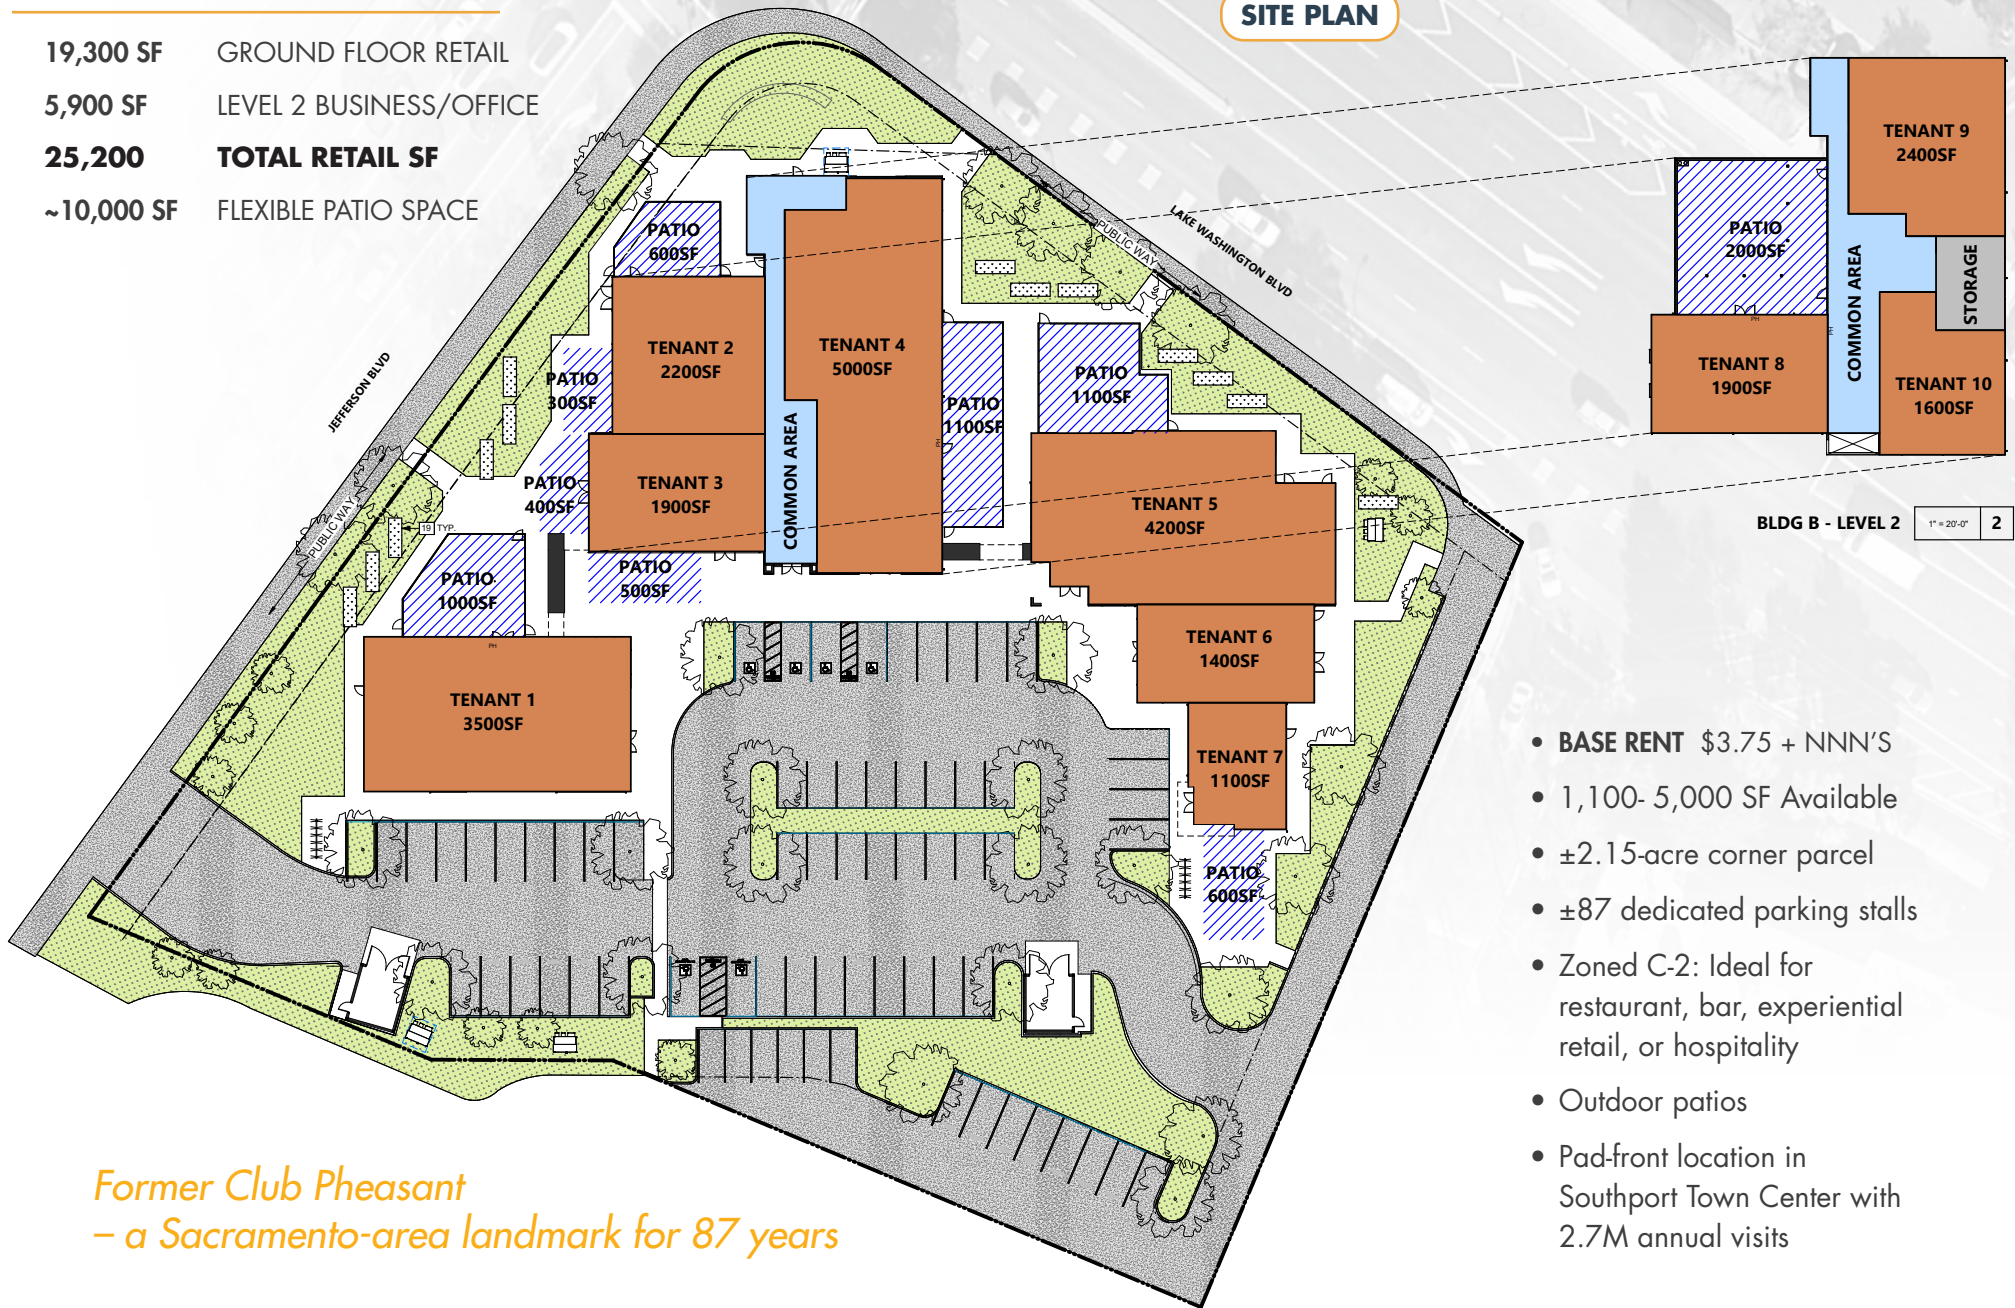 SITE PLAN
19,300 SF GROUND FLOOR RETAIL
5,900 SF LEVEL 2 BUSINESS/OFFICE
25,200 TOTAL RETAIL SF
~10,000 SF FLEXIBLE PATIO SPACE
JEFFERSON BLVD
PUBLIC WAY
LAKE WASHINGTON BLVD
PUBLIC WAY
PATIO
600SF
TENANT 2
2200SF
PATIO
300SF
TENANT 3
1900SF
PATIO
400SF
PATIO
500SF
COMMON AREA
TENANT 4
5000SF
PATIO
1100SF
PATIO
1100SF
PH
TENANT 5
4200SF
TENANT 6
1400SF
TENANT 7
1100SF
PATIO
600SF
19 TYP.
PATIO
1000SF
PH
TENANT 1
3500SF
TENANT 9
2400SF
PATIO
2000SF
COMMON AREA
STORAGE
PH
PH
TENANT 8
1900SF
TENANT 10
1600SF
BLDG B - LEVEL 2 1" = 20'-0" 2
• BASE RENT $3.75 + NNN'S
• 1,100- 5,000 SF Available
• ±2.15-acre corner parcel
• ±87 dedicated parking stalls
• Zoned C-2: Ideal for
restaurant, bar, experiential
retail, or hospitality
• Outdoor patios
• Pad-front location in
Southport Town Center with
2.7M annual visits
Former Club Pheasant
– a Sacramento-area landmark for 87 years